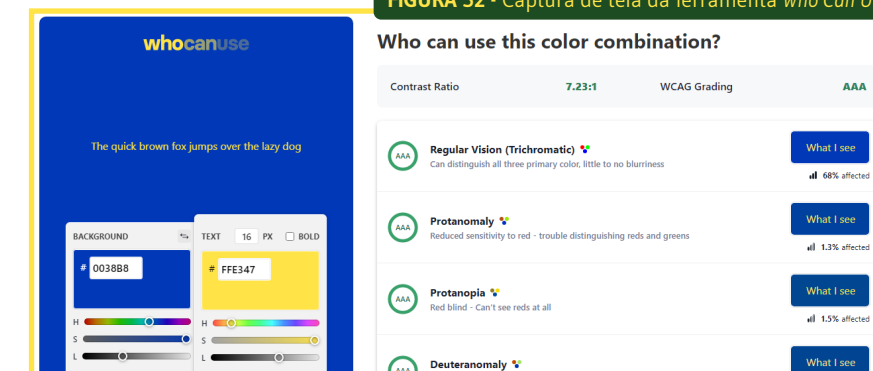 FIGURA 52 - Captura de tela da ferramenta Who Can U
whocanuse
The quick brown fox jumps over the lazy dog
BACKGROUND
# 0038B8
H
S
L
TEXT 16 PX BOLD
# FFE347
H
S
L
Who can use this color combination?
Contrast Ratio 7.23:1 WCAG Grading AAA
AAA
Regular Vision (Trichromatic)
Can distinguish all three primary color, little to no blurriness
What I see
68% affected
AAA
Protanomaly
Reduced sensitivity to red - trouble distinguishing reds and greens
What I see
1.3% affected
AAA
Protanopia
Red blind - Can't see reds at all
What I see
1.5% affected
AAA
Deuteranomaly
What I see